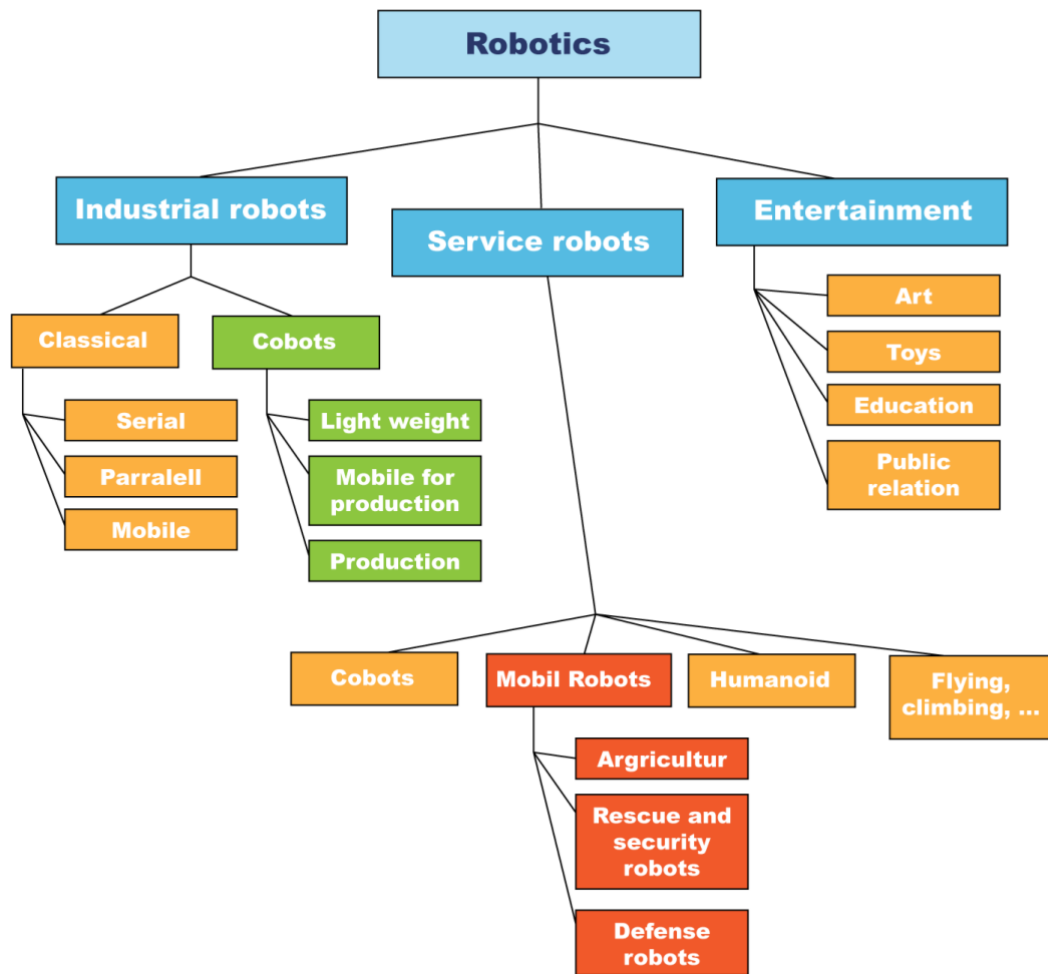 Robotics
Industrial robots
Service robots
Entertainment
Classical
Serial
Parralell
Mobile
Cobots
Light weight
Mobile for
production
Production
Art
Toys
Education
Public
relation
Cobots
Mobil Robots
Humanoid
Flying,
climbing, ...
Argricultur
Rescue and
security
robots
Defense
robots